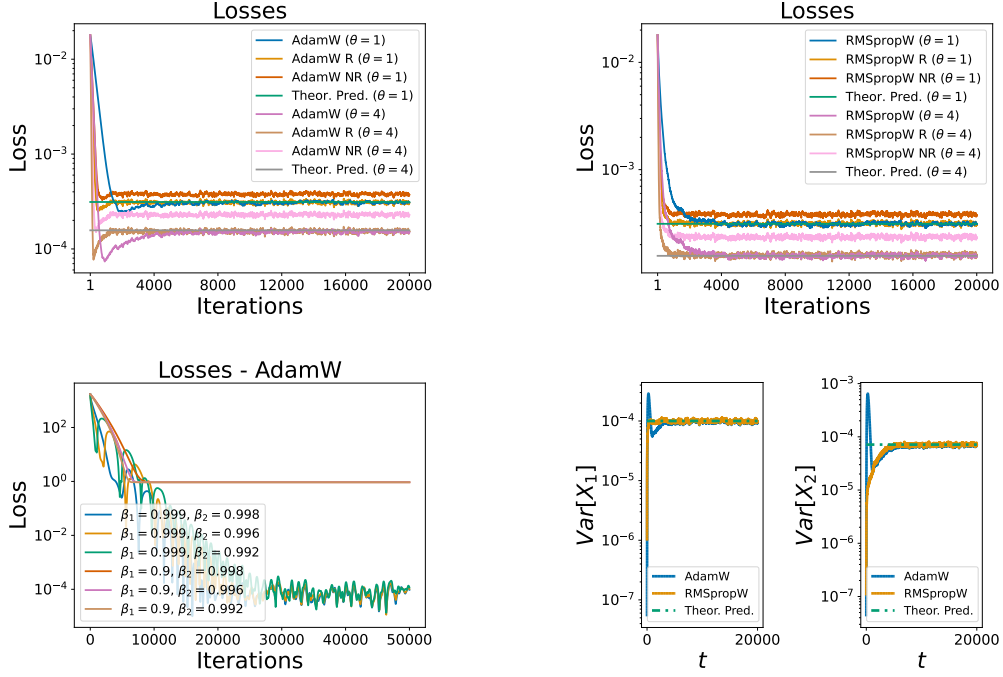 Losses
Loss
10⁻²
10⁻³
10⁻⁴
AdamW (θ = 1)
AdamW R (θ = 1)
AdamW NR (θ = 1)
Theor. Pred. (θ = 1)
AdamW (θ = 4)
AdamW R (θ = 4)
AdamW NR (θ = 4)
Theor. Pred. (θ = 4)
1 4000 8000 12000 16000 20000
Iterations
Losses
Loss
10⁻²
10⁻³
RMSpropW (θ = 1)
RMSpropW R (θ = 1)
RMSpropW NR (θ = 1)
Theor. Pred. (θ = 1)
RMSpropW (θ = 4)
RMSpropW R (θ = 4)
RMSpropW NR (θ = 4)
Theor. Pred. (θ = 4)
1 4000 8000 12000 16000 20000
Iterations
Losses - AdamW
Loss
10²
10⁰
10⁻²
10⁻⁴
β₁ = 0.999, β₂ = 0.998
β₁ = 0.999, β₂ = 0.996
β₁ = 0.999, β₂ = 0.992
β₁ = 0.9, β₂ = 0.998
β₁ = 0.9, β₂ = 0.996
β₁ = 0.9, β₂ = 0.992
0 10000 20000 30000 40000 50000
Iterations
Var[X₁]
10⁻⁴
10⁻⁵
10⁻⁶
10⁻⁷
AdamW
RMSpropW
Theor. Pred.
0 20000
t
Var[X₂]
10⁻³
10⁻⁴
10⁻⁵
10⁻⁶
10⁻⁷
AdamW
RMSpropW
Theor. Pred.
0 20000
t